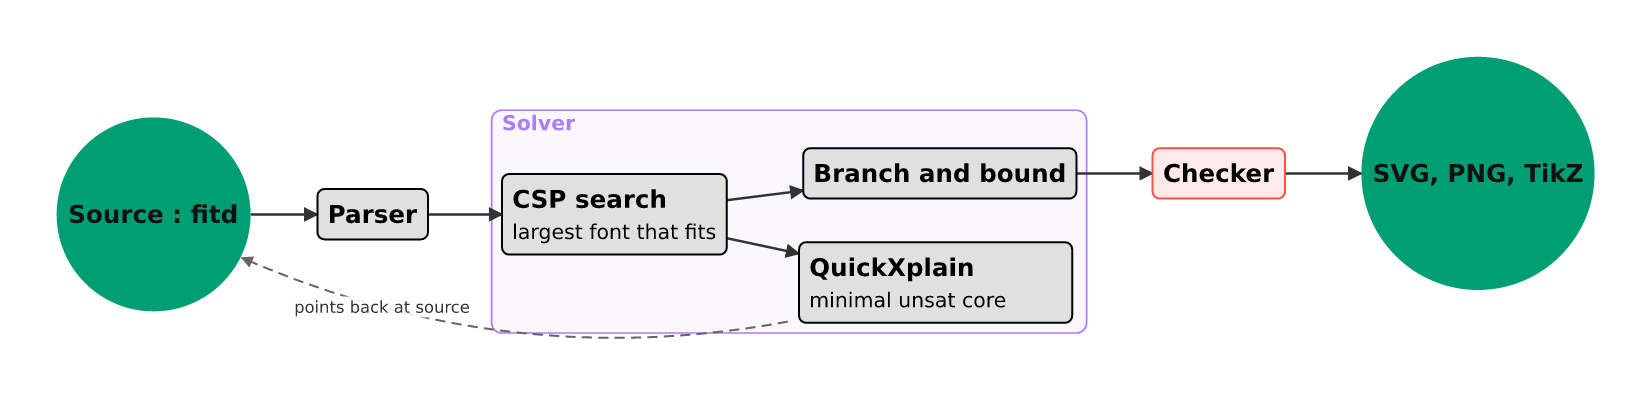 Source : fitd
Parser
Solver
CSP search
largest font that fits
Branch and bound
QuickXplain
minimal unsat core
points back at source
Checker
SVG, PNG, TikZ